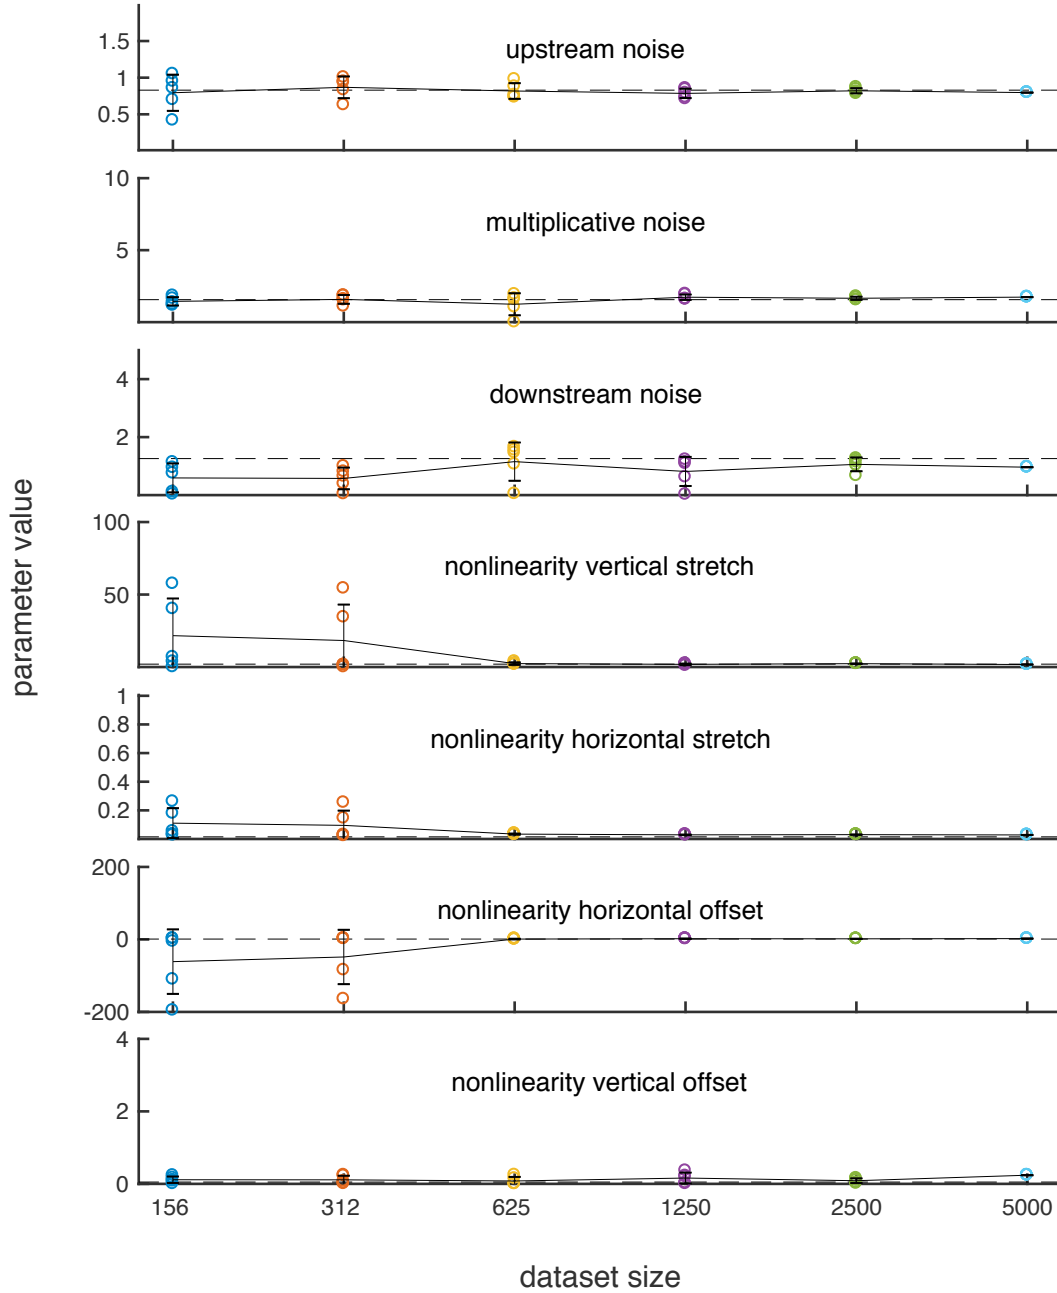 upstream noise
1.5
1
0.5
multiplicative noise
10
5
downstream noise
4
2
nonlinearity vertical stretch
100
50
nonlinearity horizontal stretch
1
0.8
0.6
0.4
0.2
nonlinearity horizontal offset
200
0
-200
nonlinearity vertical offset
4
2
0
156 312 625 1250 2500 5000
dataset size
parameter value